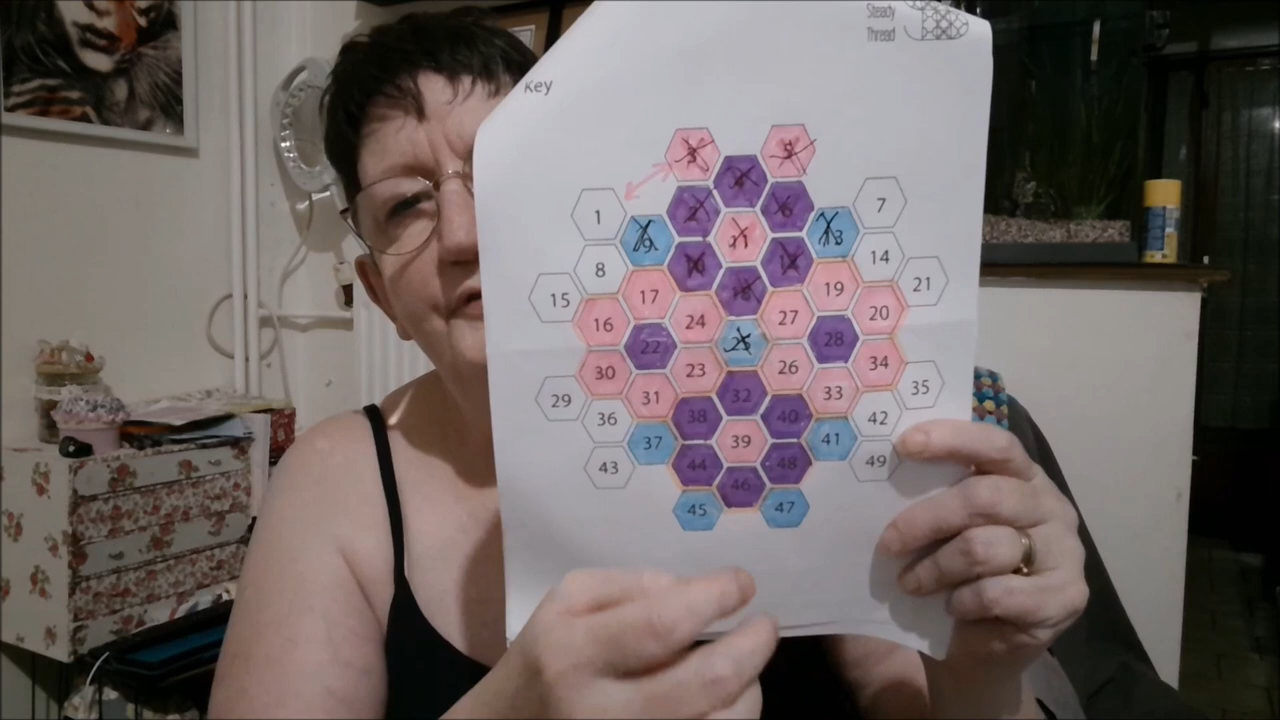 Steady
Thread
Key
3 5
4
1 2 6 7
9 11 13
8 10 12 14
15 17 18 19 21
16 24 27 20
22 25 28
30 23 26 34
29 31 32 33 35
36 38 40 42
37 39 41
43 44 48 49
46
45 47